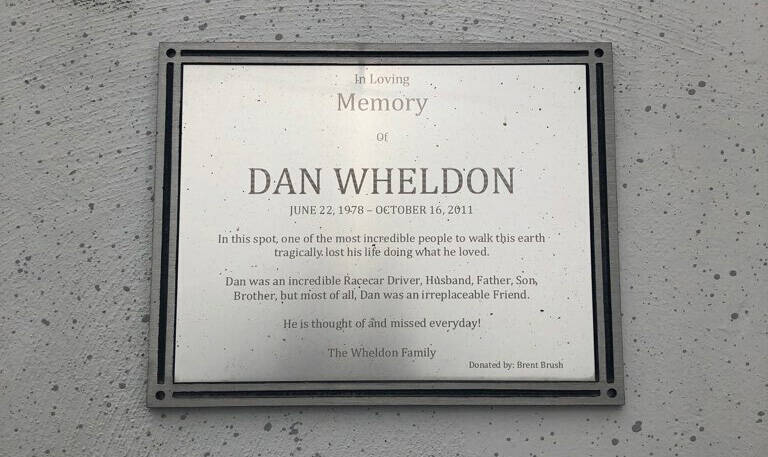 In Loving
Memory
Of
DAN WHELDON
JUNE 22, 1978 – OCTOBER 16, 2011
In this spot, one of the most incredible people to walk this earth
tragically lost his life doing what he loved.
Dan was an incredible Racecar Driver, Husband, Father, Son,
Brother, but most of all, Dan was an irreplaceable Friend.
He is thought of and missed everyday!
The Wheldon Family
Donated by: Brent Brush